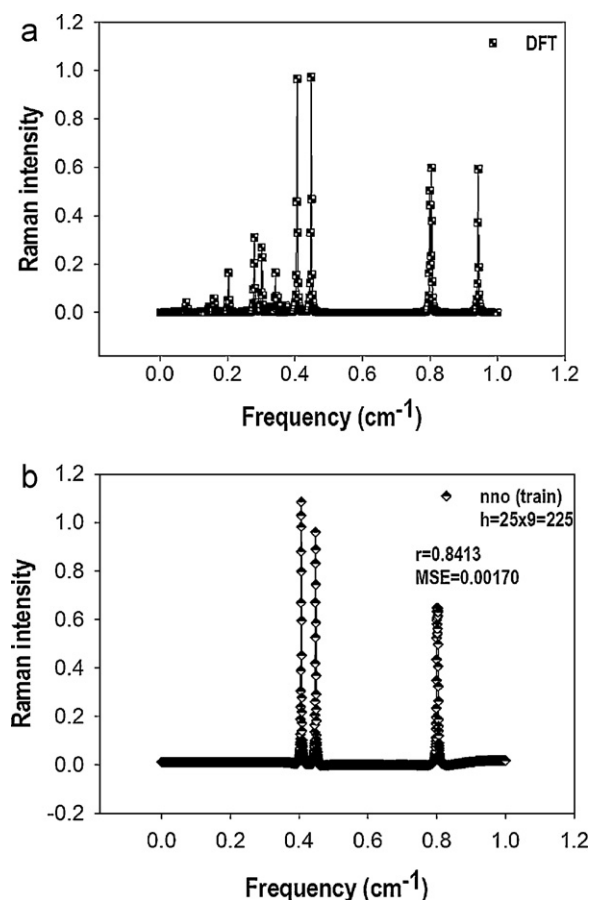 a
1.2
DFT
1.0
0.8
0.6
0.4
0.2
0.0
Raman intensity
0.0 0.2 0.4 0.6 0.8 1.0 1.2
Frequency (cm-1)
b
1.2
nno (train)
h=25x9=225
1.0
r=0.8413
MSE=0.00170
0.8
0.6
0.4
0.2
0.0
-0.2
Raman intensity
0.0 0.2 0.4 0.6 0.8 1.0 1.2
Frequency (cm-1)